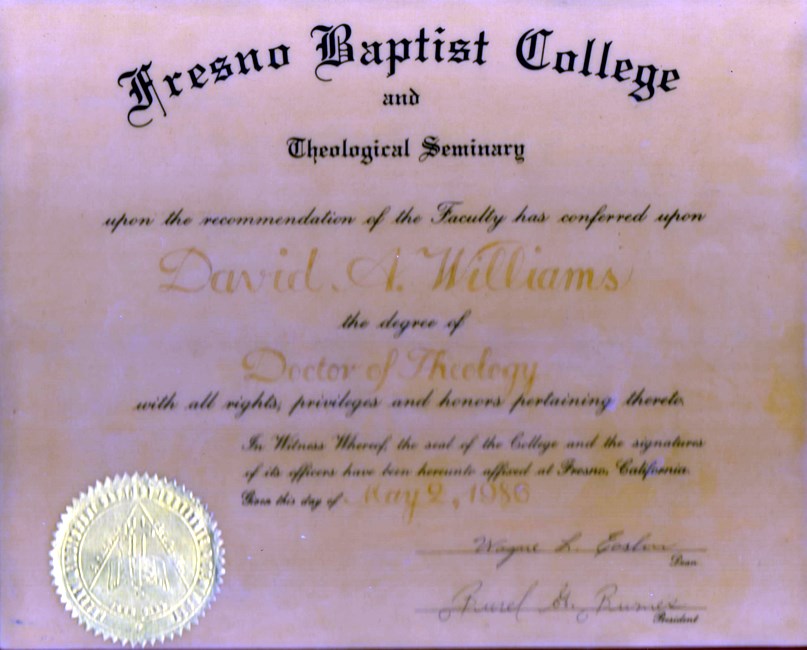 Fresno Baptist College
and
Theological Seminary
upon the recommendation of the Faculty has conferred upon
David A. Williams
the degree of
Doctor of Theology
with all rights, privileges and honors pertaining thereto.
In Witness Whereof, the seal of the College and the signatures
of its officers have been hereunto affixed at Fresno, California.
Given this day of May 2, 1986
Wayne L.
Dean
President